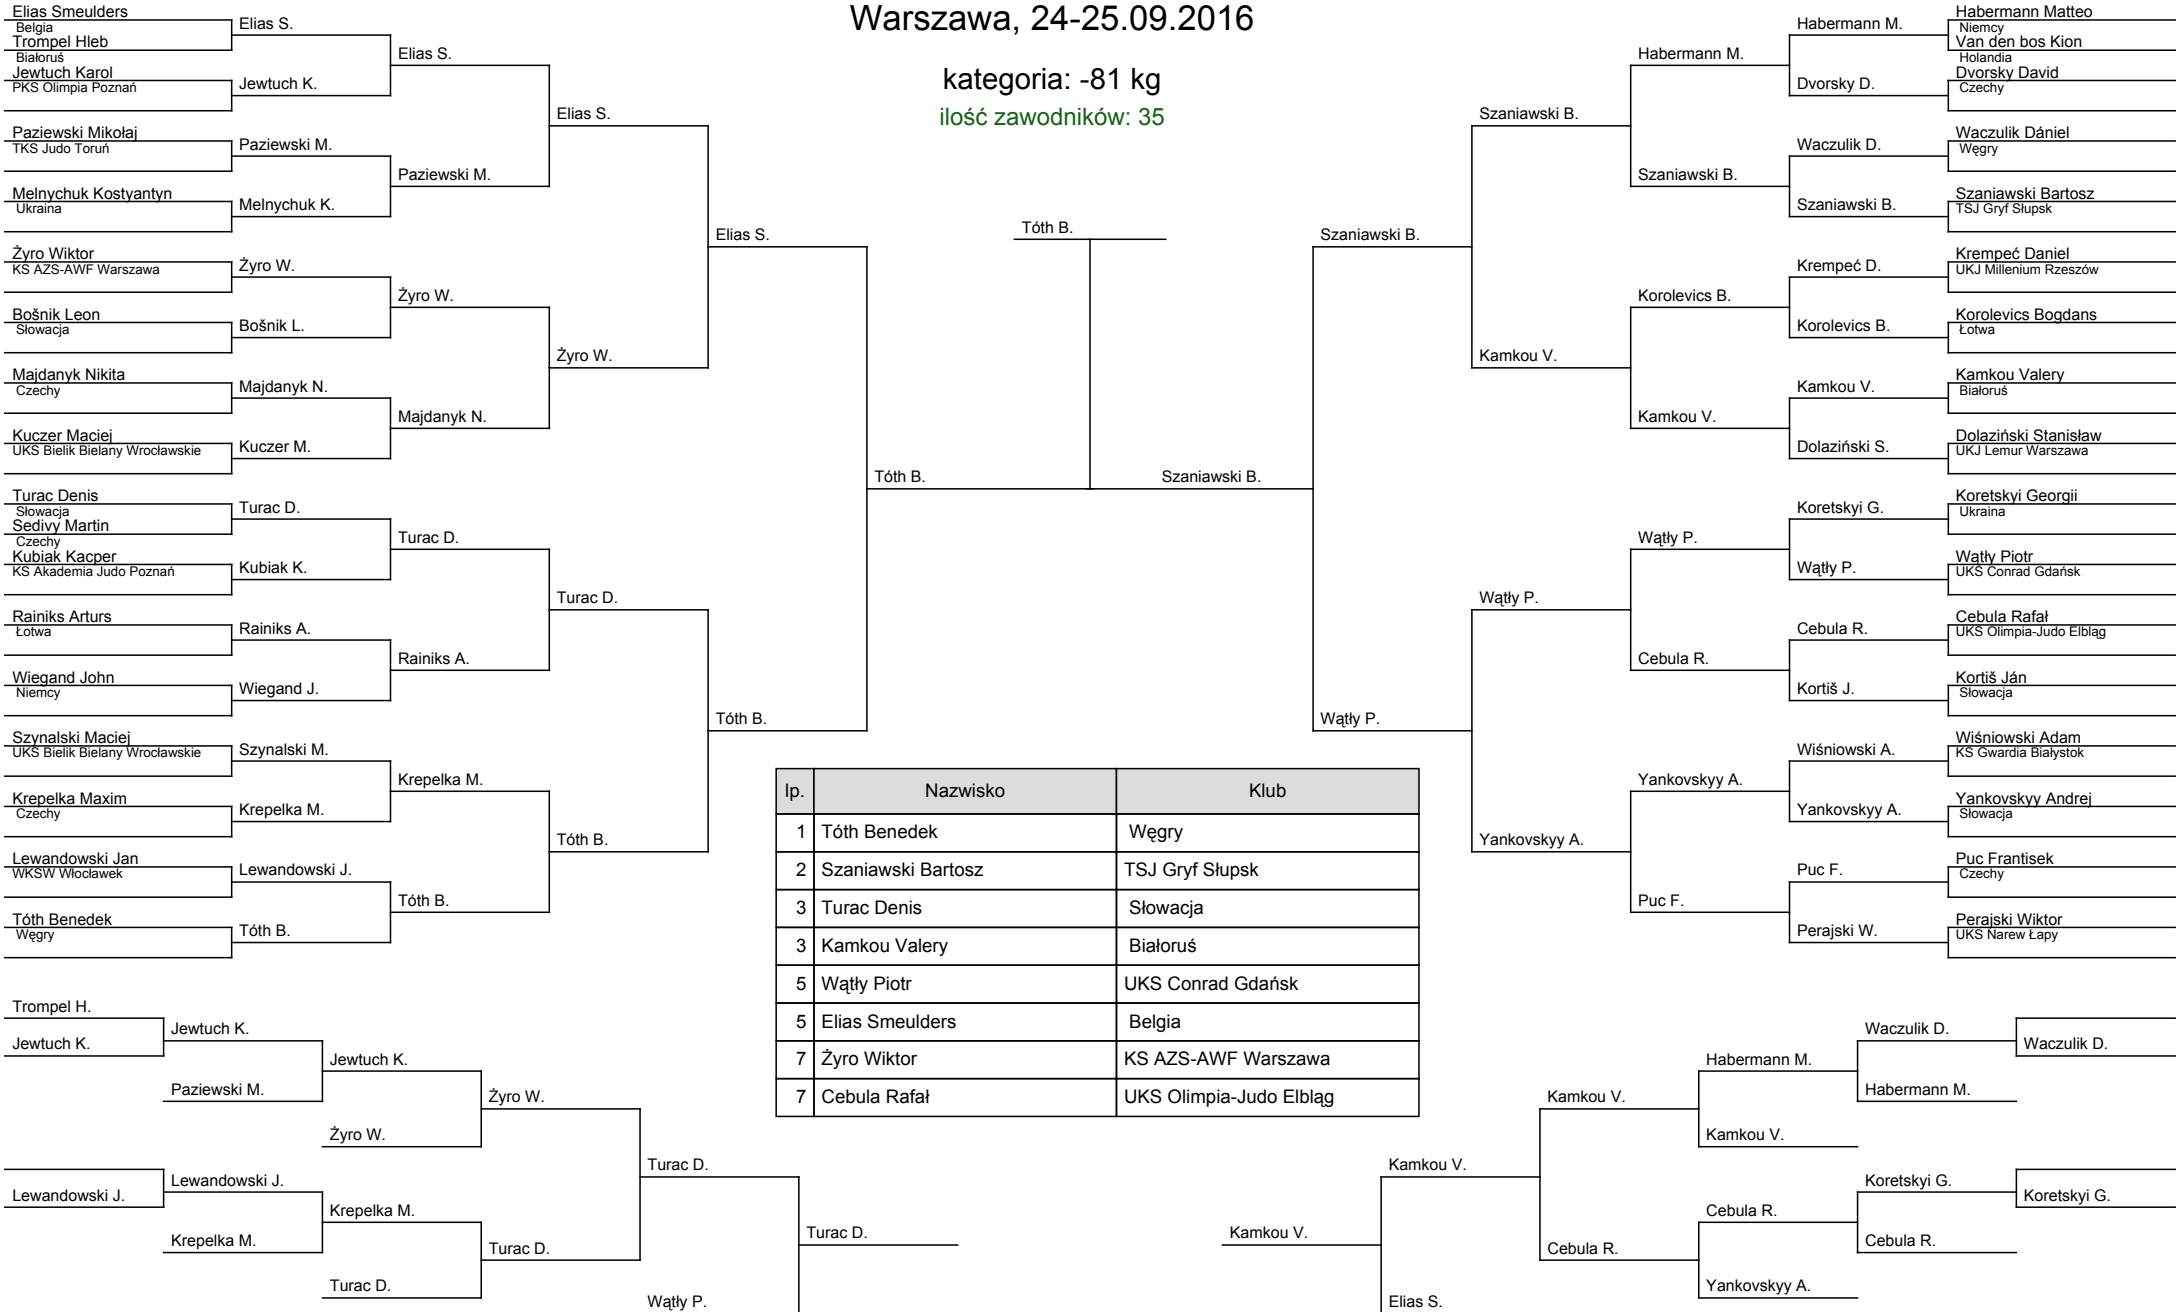 Warszawa, 24-25.09.2016
kategoria: -81 kg
ilość zawodników: 35
Elias Smeulders
Belgia
Trompel Hleb
Białoruś
Jewtuch Karol
PKS Olimpia Poznań
Paziewski Mikołaj
TKS Judo Toruń
Melnychuk Kostyantyn
Ukraina
Żyro Wiktor
KS AZS-AWF Warszawa
Bošnik Leon
Słowacja
Majdanyk Nikita
Czechy
Kuczer Maciej
UKS Bielik Bielany Wrocławskie
Turac Denis
Słowacja
Sedivy Martin
Czechy
Kubiak Kacper
KS Akademia Judo Poznań
Rainiks Arturs
Łotwa
Wiegand John
Niemcy
Szynalski Maciej
UKS Bielik Bielany Wrocławskie
Krepelka Maxim
Czechy
Lewandowski Jan
WKSW Włocławek
Tóth Benedek
Węgry
Elias S.
Jewtuch K.
Paziewski M.
Melnychuk K.
Żyro W.
Bošnik L.
Majdanyk N.
Kuczer M.
Turac D.
Kubiak K.
Rainiks A.
Wiegand J.
Szynalski M.
Krepelka M.
Lewandowski J.
Tóth B.
Elias S.
Paziewski M.
Żyro W.
Majdanyk N.
Turac D.
Rainiks A.
Krepelka M.
Tóth B.
Elias S.
Żyro W.
Turac D.
Tóth B.
Elias S.
Tóth B.
Tóth B.
Tóth B.
Szaniawski B.
Szaniawski B.
Wątły P.
Szaniawski B.
Kamkou V.
Wątły P.
Yankovskyy A.
Habermann M.
Szaniawski B.
Korolevics B.
Kamkou V.
Wątły P.
Cebula R.
Yankovskyy A.
Puc F.
Habermann M.
Dvorsky D.
Waczulik D.
Szaniawski B.
Krempeć D.
Korolevics B.
Kamkou V.
Dolaziński S.
Koretskyi G.
Wątły P.
Cebula R.
Kortiš J.
Wiśniowski A.
Yankovskyy A.
Puc F.
Perajski W.
Habermann Matteo
Niemcy
Van den bos Kion
Holandia
Dvorsky David
Czechy
Waczulik Dániel
Węgry
Szaniawski Bartosz
TSJ Gryf Słupsk
Krempeć Daniel
UKJ Millenium Rzeszów
Korolevics Bogdans
Łotwa
Kamkou Valery
Białoruś
Dolaziński Stanisław
UKJ Lemur Warszawa
Koretskyi Georgii
Ukraina
Wątły Piotr
UKS Conrad Gdańsk
Cebula Rafał
UKS Olimpia-Judo Elbląg
Kortiš Ján
Słowacja
Wiśniowski Adam
KS Gwardia Białystok
Yankovskyy Andrej
Słowacja
Puc Frantisek
Czechy
Perajski Wiktor
UKS Narew Łapy
lp. Nazwisko Klub
1 Tóth Benedek Węgry
2 Szaniawski Bartosz TSJ Gryf Słupsk
3 Turac Denis Słowacja
3 Kamkou Valery Białoruś
5 Wątły Piotr UKS Conrad Gdańsk
5 Elias Smeulders Belgia
7 Żyro Wiktor KS AZS-AWF Warszawa
7 Cebula Rafał UKS Olimpia-Judo Elbląg
Trompel H.
Jewtuch K.
Lewandowski J.
Jewtuch K.
Paziewski M.
Lewandowski J.
Krepelka M.
Jewtuch K.
Żyro W.
Krepelka M.
Turac D.
Żyro W.
Turac D.
Turac D.
Wątły P.
Turac D.
Kamkou V.
Kamkou V.
Elias S.
Kamkou V.
Cebula R.
Habermann M.
Kamkou V.
Cebula R.
Yankovskyy A.
Waczulik D.
Habermann M.
Koretskyi G.
Cebula R.
Waczulik D.
Koretskyi G.